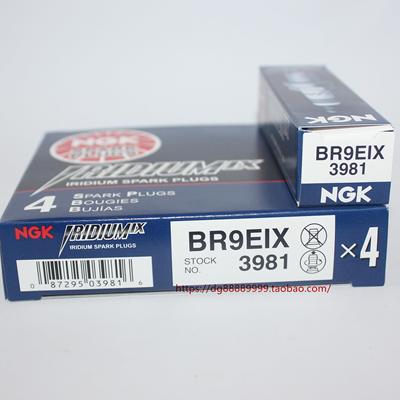 NGK
IRIDIUM IX
IRIDIUM SPARK PLUGS
4
SPARK PLUGS
BOUGIES
BUJÍAS
NGK
BR9EIX
3981
NGK
NGK
IRIDIUM IX
IRIDIUM SPARK PLUGS
0 87295 03981 6
BR9EIX
STOCK NO.
3981
×4
https://dg88889999.taobao.com/